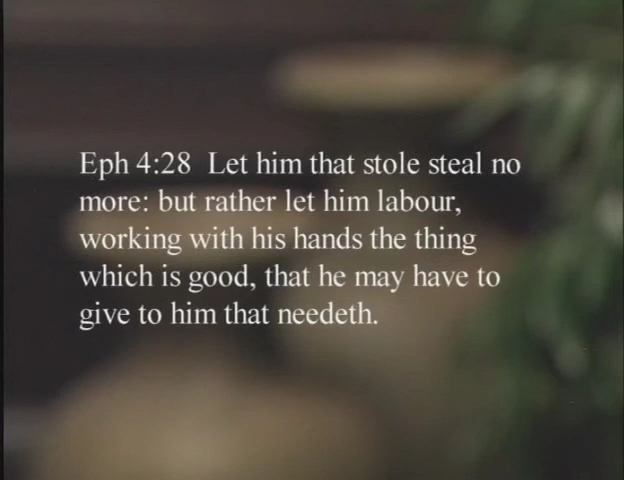 Eph 4:28  Let him that stole steal no
more: but rather let him labour,
working with his hands the thing
which is good, that he may have to
give to him that needeth.